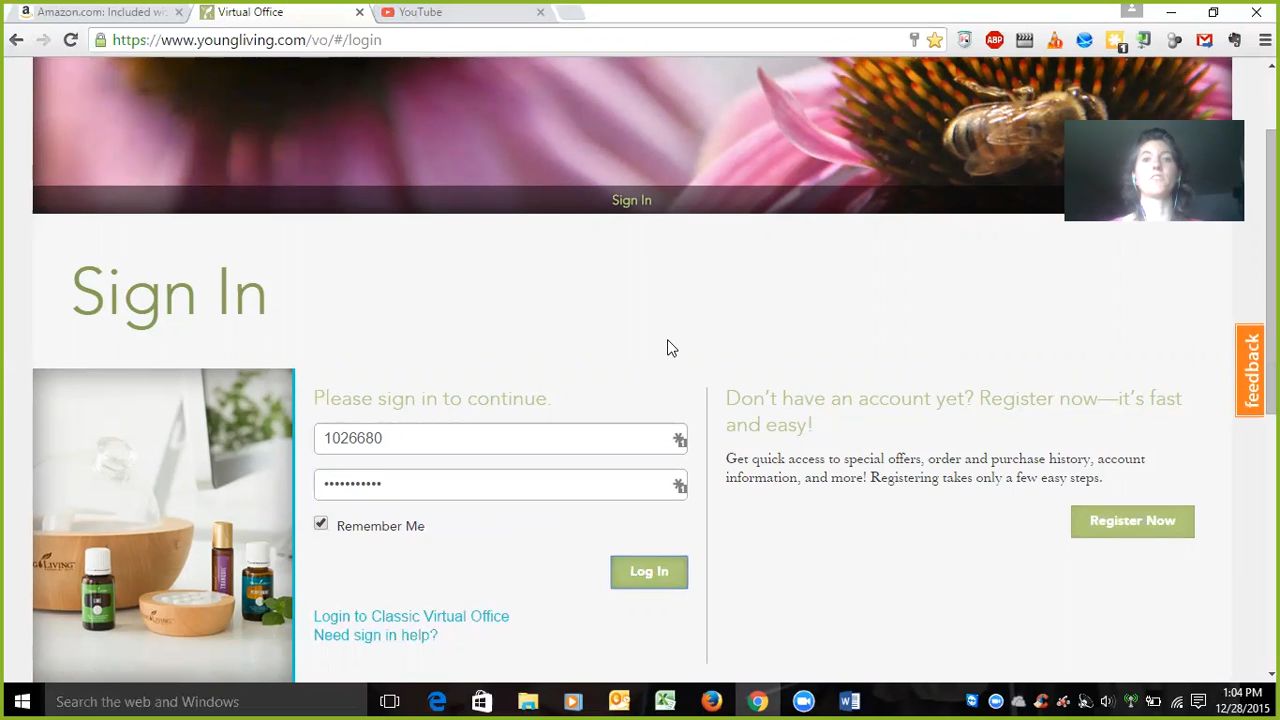 Amazon.com: Included wi
Virtual Office
YouTube
https://www.youngliving.com/vo/#/login
ABP
1
Sign In
Sign In
feedback
Please sign in to continue.
1026680
•••••••••••
Remember Me
Log In
Login to Classic Virtual Office
Need sign in help?
Don't have an account yet? Register now—it's fast
and easy!
Get quick access to special offers, order and purchase history, account
information, and more! Registering takes only a few easy steps.
Register Now
G LIVING
LIME
Search the web and Windows
1:04 PM
12/28/2015